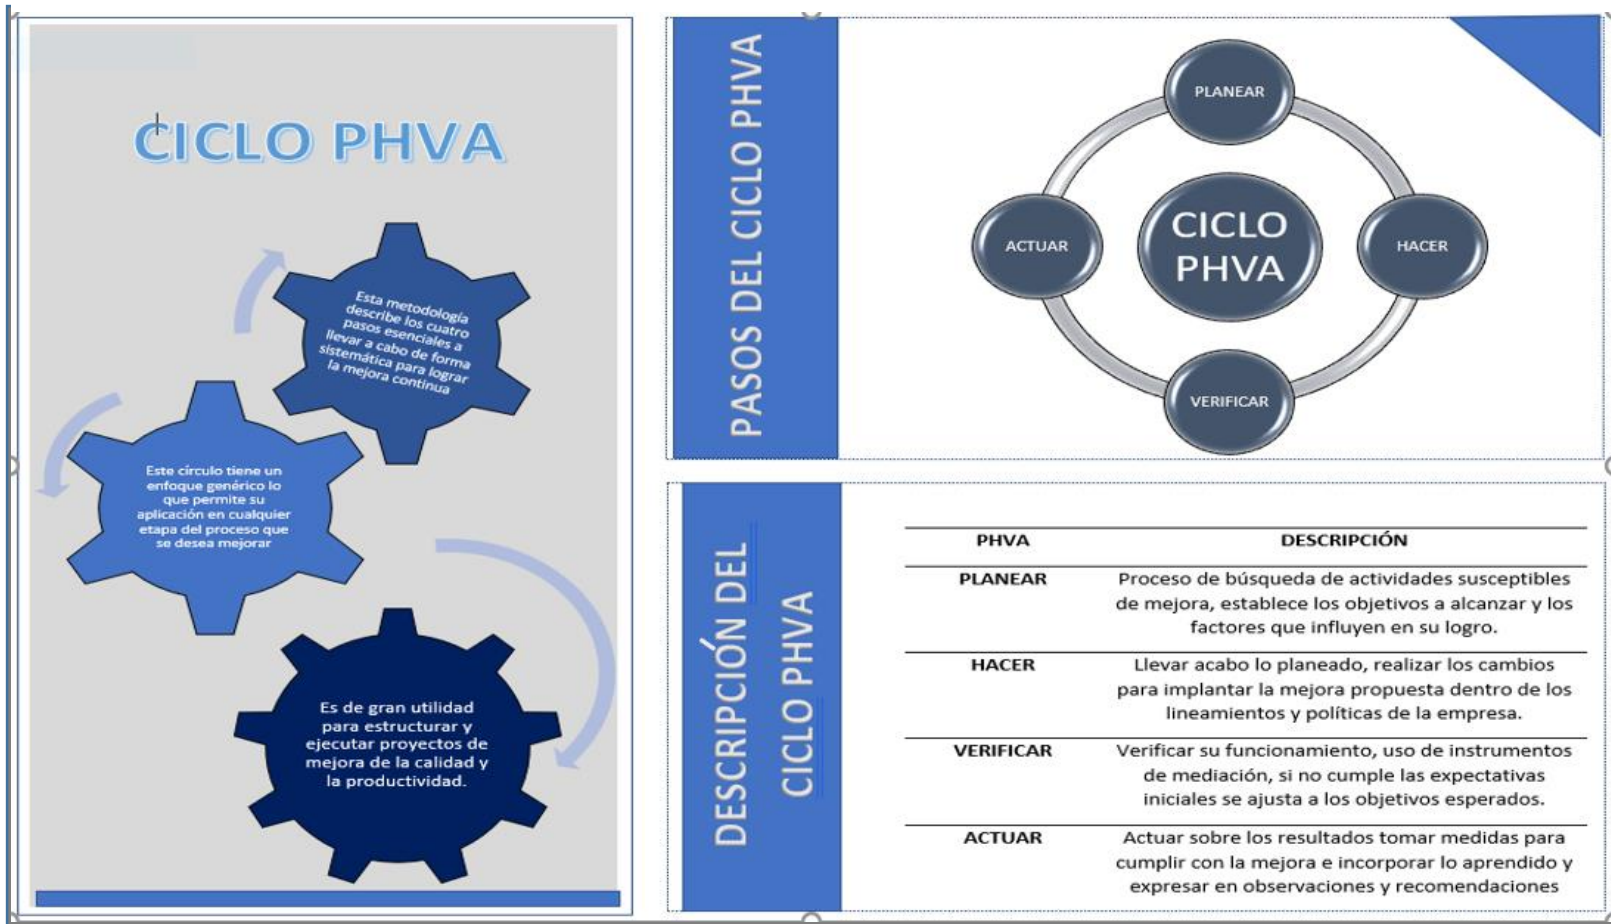 CICLO PHVA
Esta metodología
describe los cuatro
pasos esenciales a
llevar a cabo de forma
sistemática para lograr
la mejora continua
Este círculo tiene un
enfoque genérico lo
que permite su
aplicación en cualquier
etapa del proceso que
se desea mejorar
Es de gran utilidad
para estructurar y
ejecutar proyectos de
mejora de la calidad y
la productividad.
PASOS DEL CICLO PHVA
PLANEAR
ACTUAR
CICLO
PHVA
HACER
VERIFICAR
DESCRIPCIÓN DEL
CICLO PHVA
PHVA DESCRIPCIÓN
PLANEAR Proceso de búsqueda de actividades susceptibles
de mejora, establece los objetivos a alcanzar y los
factores que influyen en su logro.
HACER Llevar acabo lo planeado, realizar los cambios
para implantar la mejora propuesta dentro de los
lineamientos y políticas de la empresa.
VERIFICAR Verificar su funcionamiento, uso de instrumentos
de mediación, si no cumple las expectativas
iniciales se ajusta a los objetivos esperados.
ACTUAR Actuar sobre los resultados tomar medidas para
cumplir con la mejora e incorporar lo aprendido y
expresar en observaciones y recomendaciones